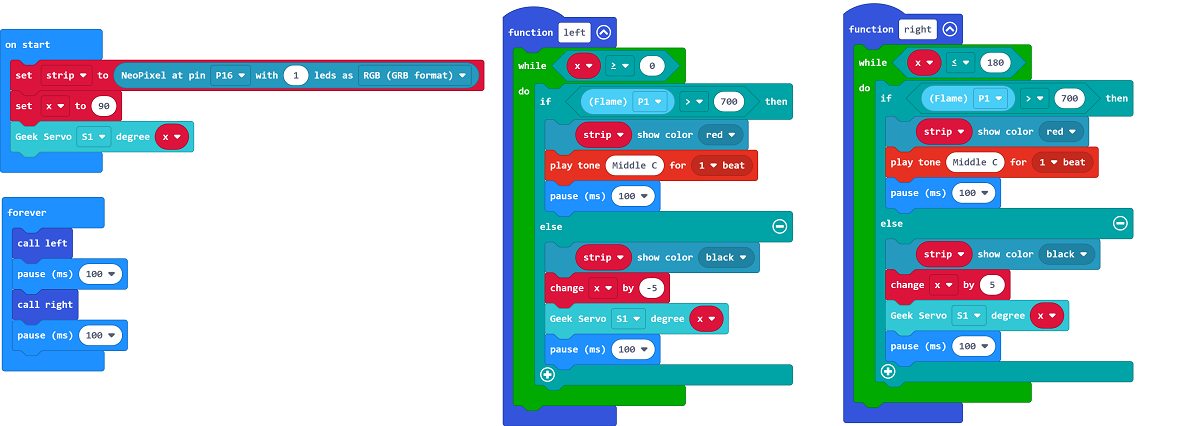 on start
set strip to NeoPixel at pin P16 with 1 leds as RGB (GRB format)
set x to 90
Geek Servo S1 degree x
forever
call left
pause (ms) 100
call right
pause (ms) 100
function left
while x ≥ 0
do
if (Flame) P1 > 700 then
strip show color red
play tone Middle C for 1 beat
pause (ms) 100
else
strip show color black
change x by -5
Geek Servo S1 degree x
pause (ms) 100
function right
while x ≤ 180
do
if (Flame) P1 > 700 then
strip show color red
play tone Middle C for 1 beat
pause (ms) 100
else
strip show color black
change x by 5
Geek Servo S1 degree x
pause (ms) 100